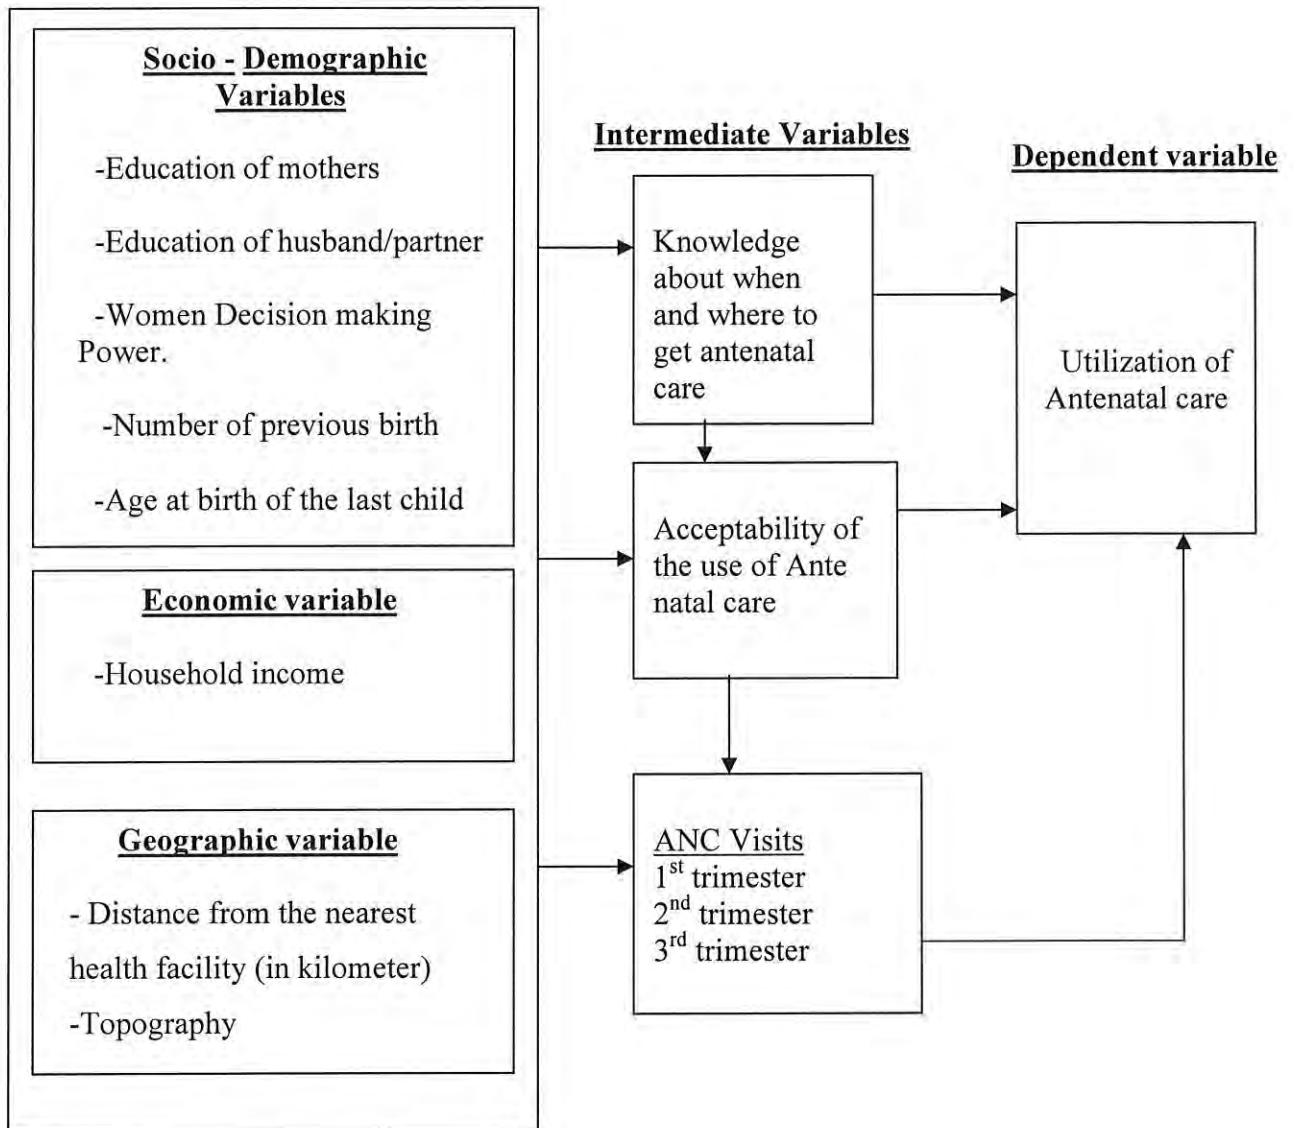 Socio - Demographic
Variables
-Education of mothers
-Education of husband/partner
-Women Decision making
Power.
-Number of previous birth
-Age at birth of the last child
Economic variable
-Household income
Geographic variable
- Distance from the nearest
health facility (in kilometer)
-Topography
Intermediate Variables
Knowledge
about when
and where to
get antenatal
care
Acceptability of
the use of Ante
natal care
ANC Visits
1st trimester
2nd trimester
3rd trimester
Dependent variable
Utilization of
Antenatal care